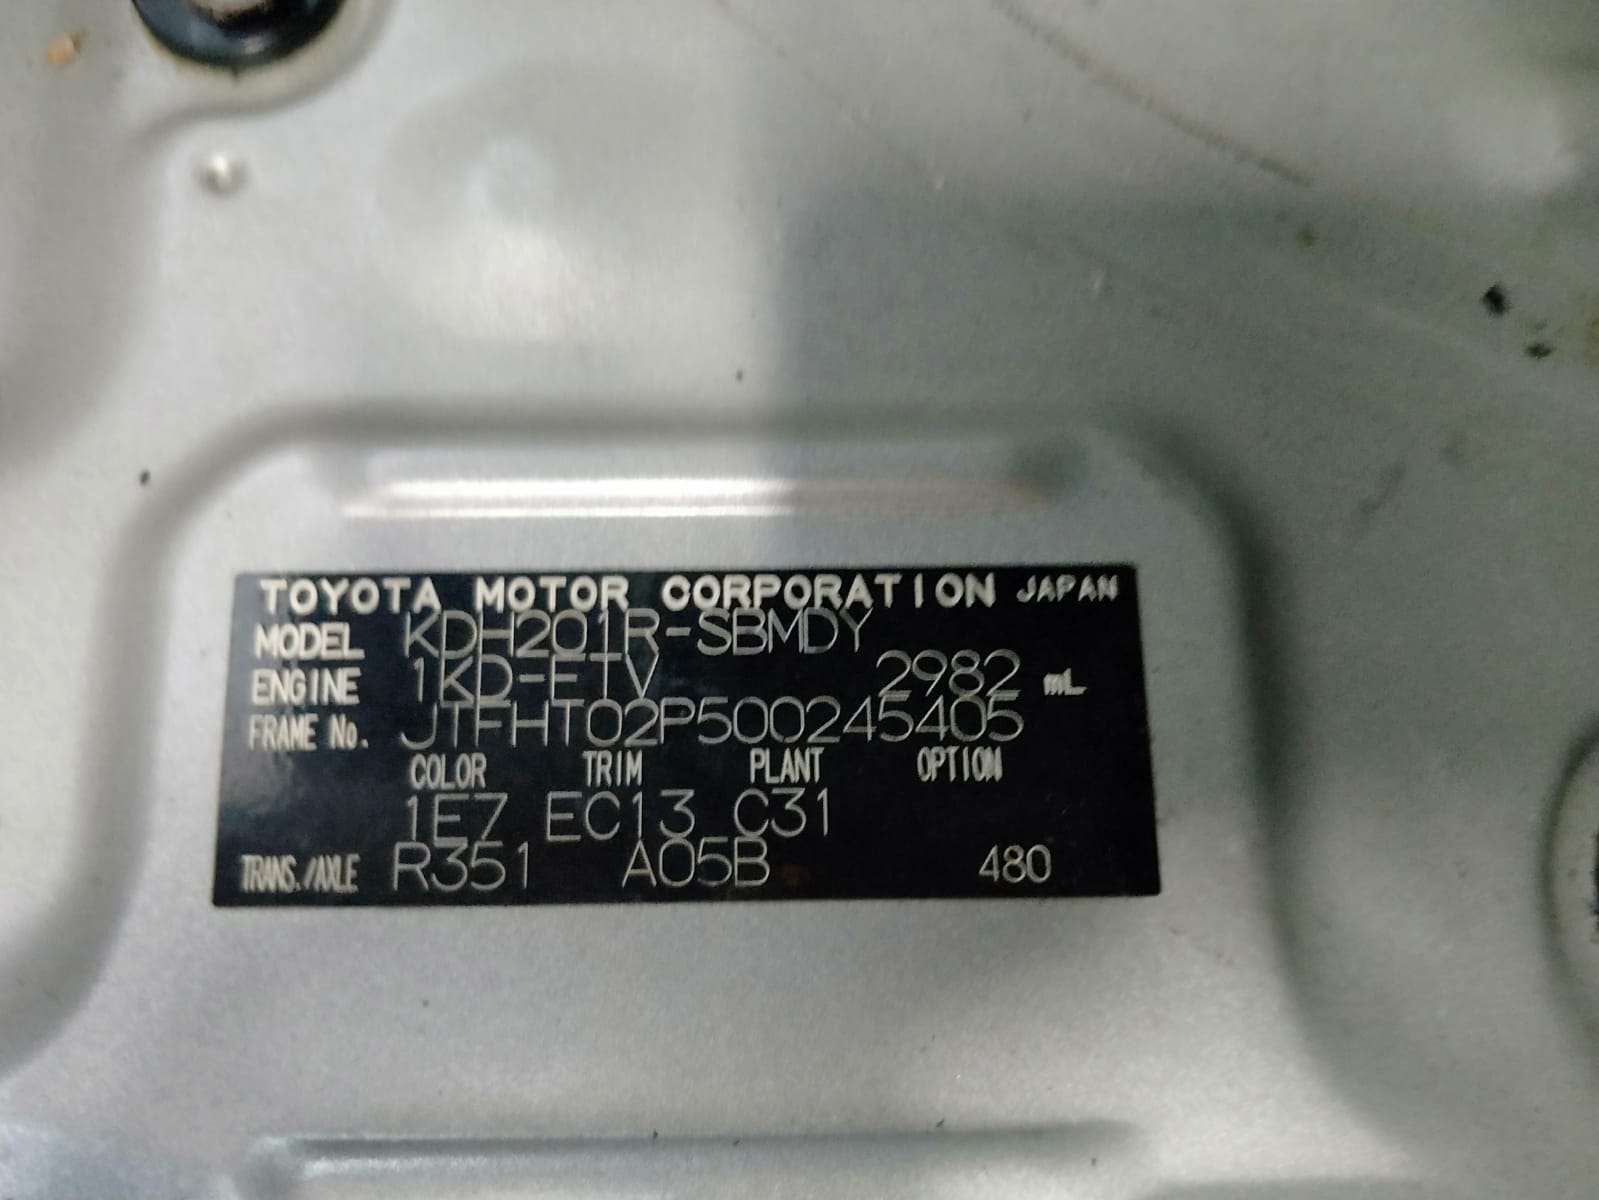 TOYOTA MOTOR CORPORATION JAPAN
MODEL KDH201R-SBMDY
ENGINE 1KD-FTV 2982 mL
FRAME No. JTFHT02P500245405
COLOR TRIM PLANT OPTION
1E7 EC13 C31
TRANS./AXLE R351 A05B 480